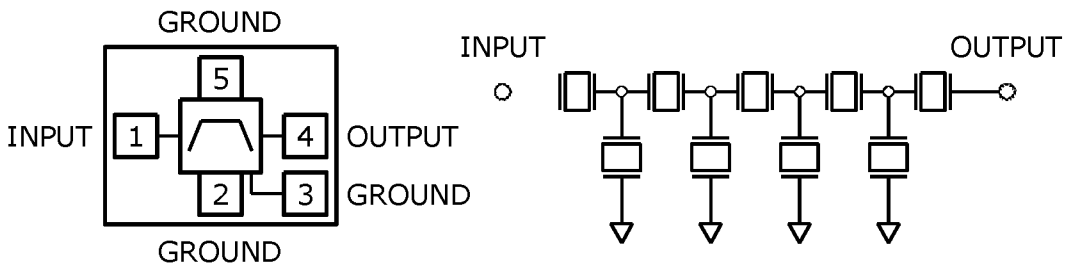 GROUND
INPUT
OUTPUT
5
INPUT
1
4
OUTPUT
2
3
GROUND
GROUND